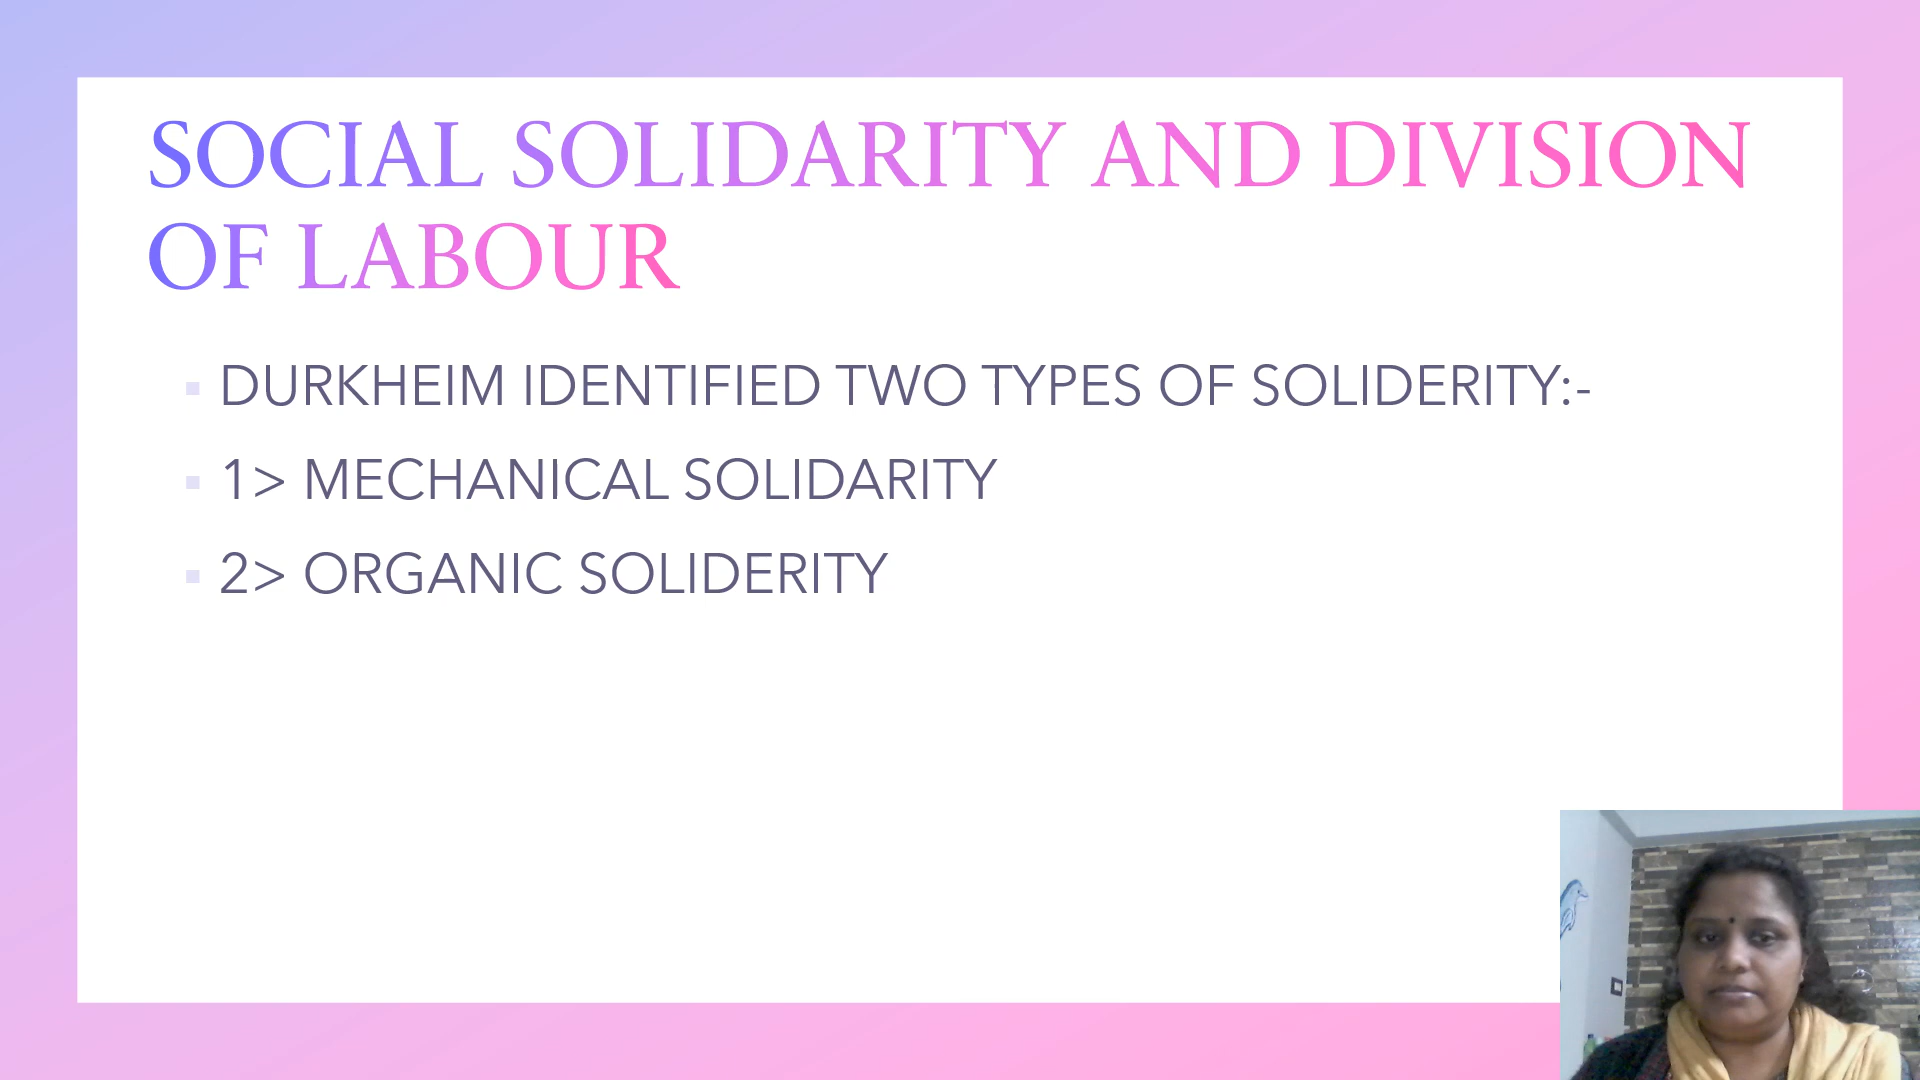 SOCIAL SOLIDARITY AND DIVISION
OF LABOUR
DURKHEIM IDENTIFIED TWO TYPES OF SOLIDERITY:-
1> MECHANICAL SOLIDARITY
2> ORGANIC SOLIDERITY